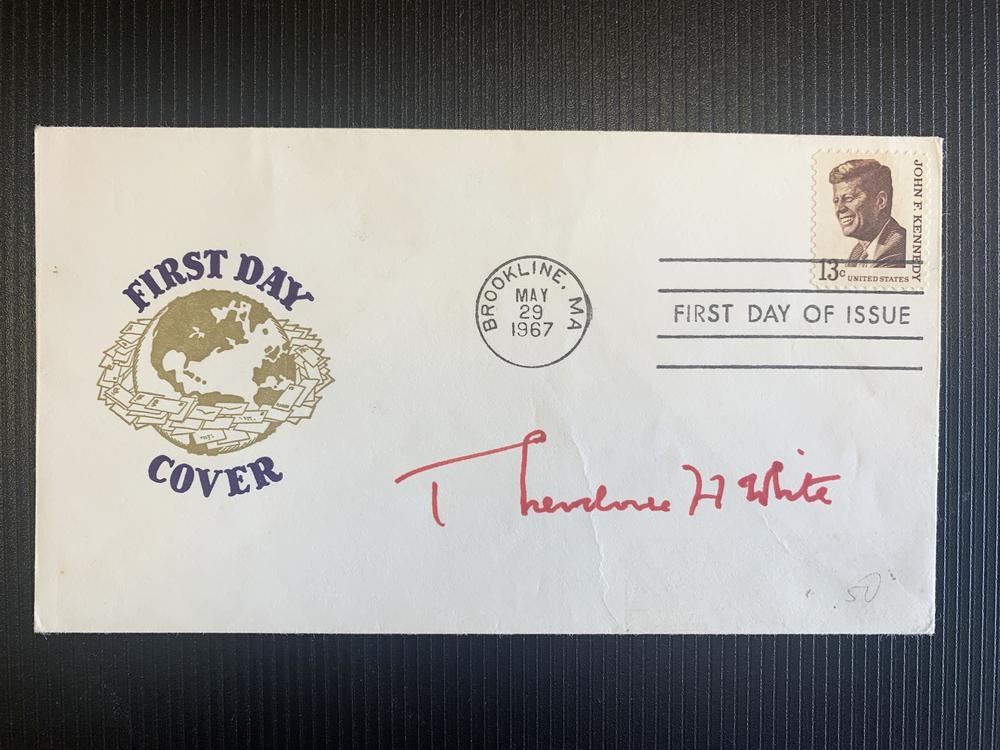 FIRST DAY
COVER
BROOKLINE, MA
MAY
29
1967
JOHN F. KENNEDY
13c UNITED STATES
FIRST DAY OF ISSUE
Theodore H White
50